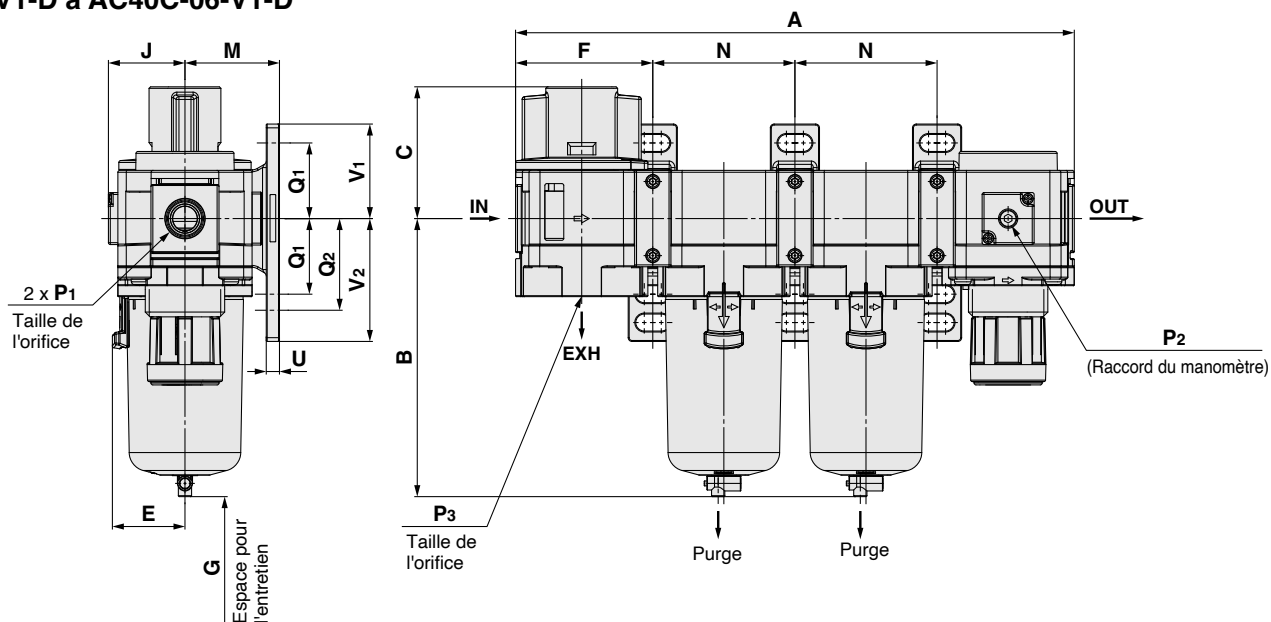 V1-D à AC40C-06-V1-D
A
J
M
F
N
N
C
Q1
V1
IN
OUT
Q1
Q2
V2
2 x P1
Taille de
l'orifice
B
EXH
P2
(Raccord du manomètre)
U
E
P3
Taille de
l'orifice
Purge
Purge
G
Espace pour
l'entretien